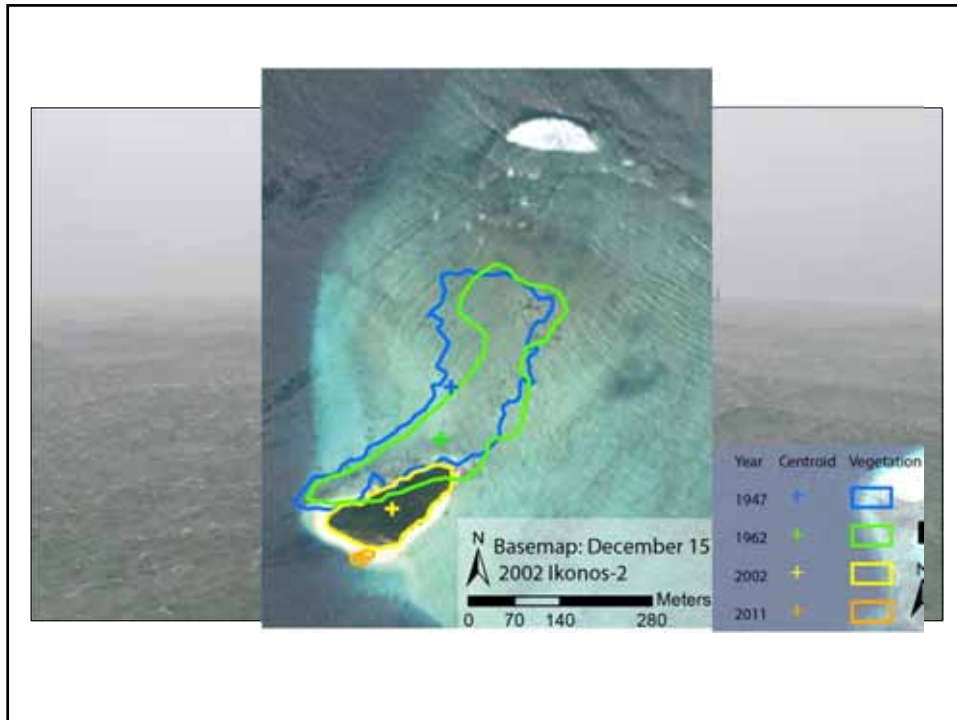 N
Basemap: December 15
2002 Ikonos-2
Meters
0 70 140 280
Year Centroid Vegetation
1947
1962
2002
2011
N